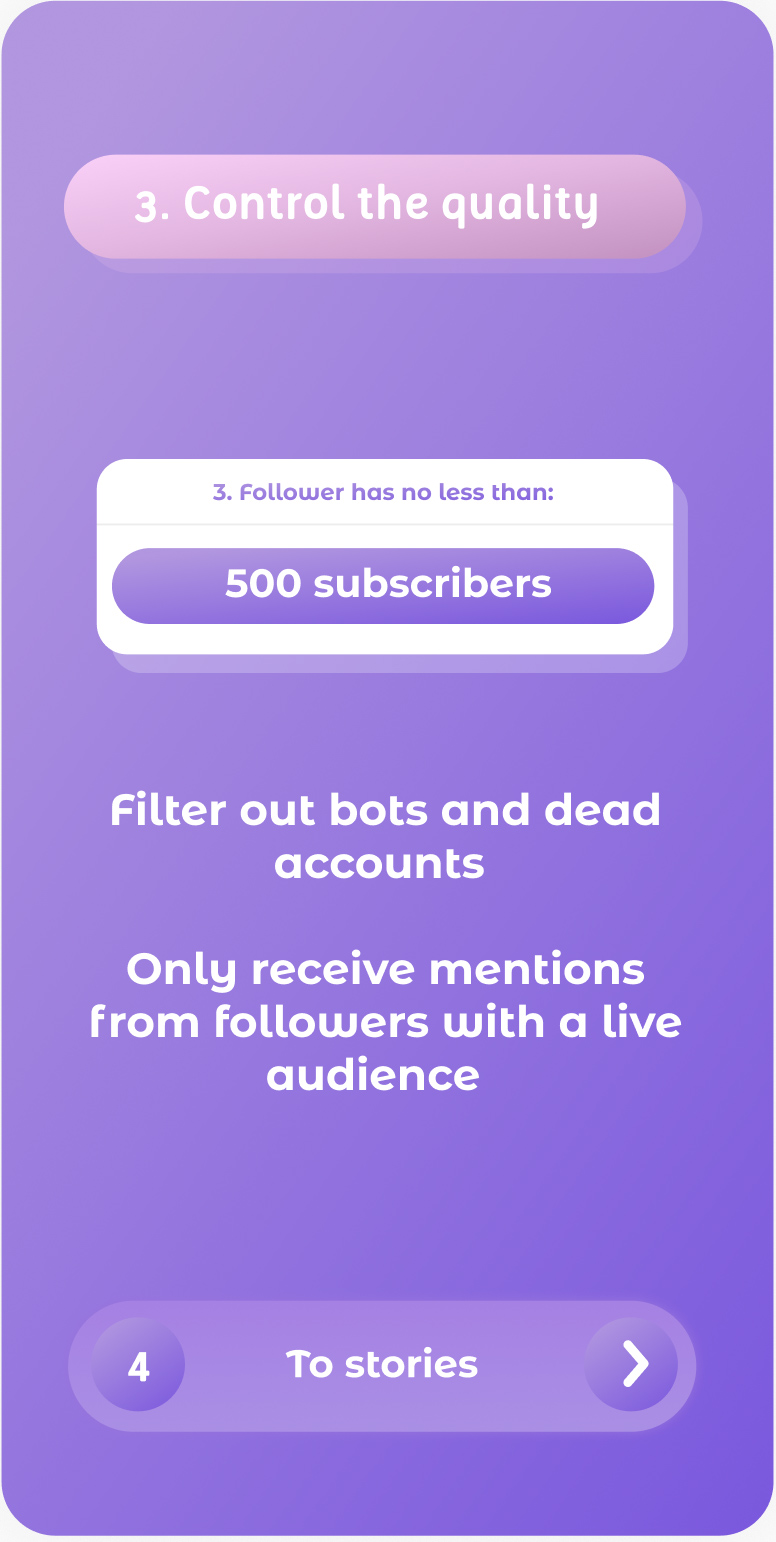 3. Control the quality
3. Follower has no less than:
500 subscribers
Filter out bots and dead
accounts
Only receive mentions
from followers with a live
audience
4 To stories